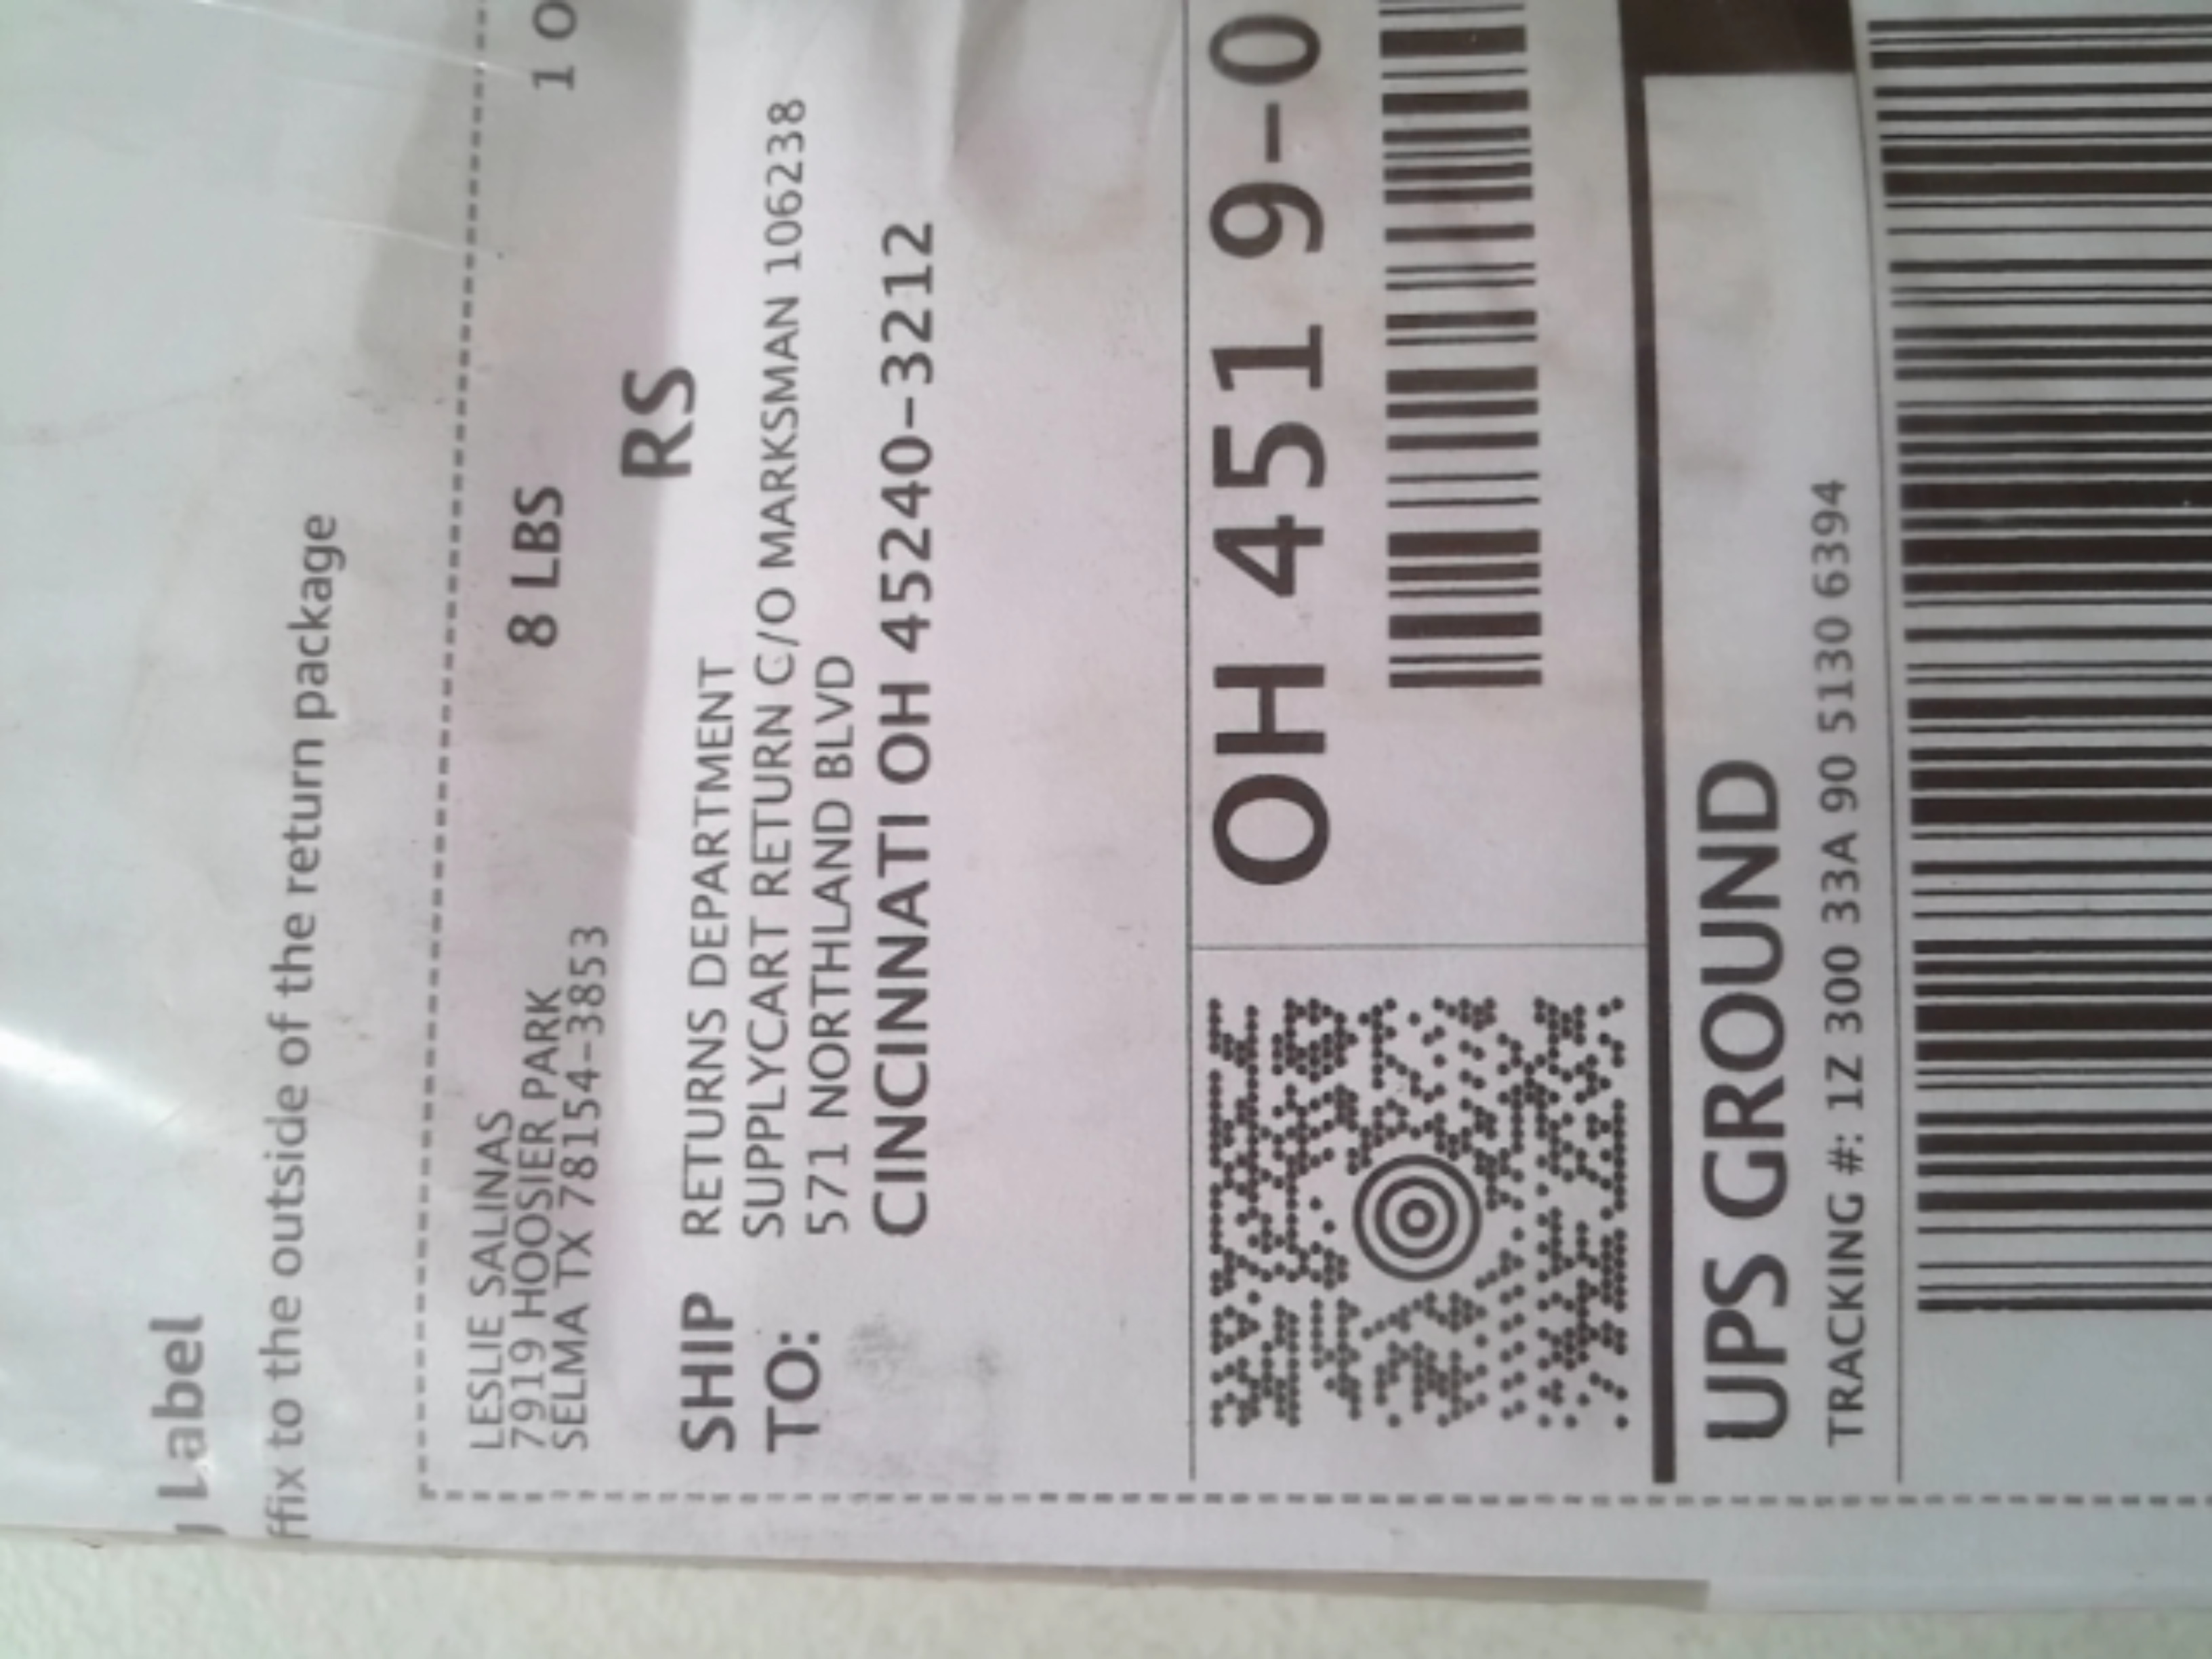 Label
ffix to the outside of the return package
LESLIE SALINAS
7919 HOOSIER PARK
SELMA TX 78154-3853
8 LBS
1 O
RS
SHIP TO:
RETURNS DEPARTMENT
SUPPLYCART RETURN C/O MARKSMAN 106238
571 NORTHLAND BLVD
CINCINNATI OH 45240-3212
OH 451 9-0
UPS GROUND
TRACKING #: 1Z 300 33A 90 5130 6394